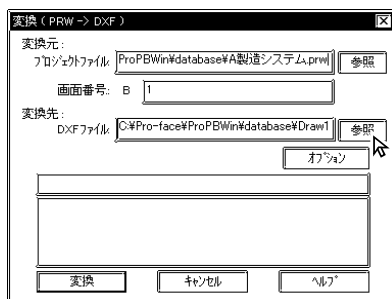 変換 ( PRW -> DXF )
変換元 :
プロジェクトファイル ProPBWin¥database¥A製造システム.prw 参照
画面番号: B 1
変換先 :
DXFファイル C:¥Pro-face¥ProPBWin¥database¥Draw1 参照
オプション
変換 キャンセル ヘルプ